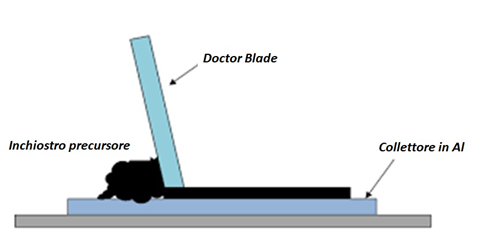 Doctor Blade
Inchiostro precursore
Collettore in Al